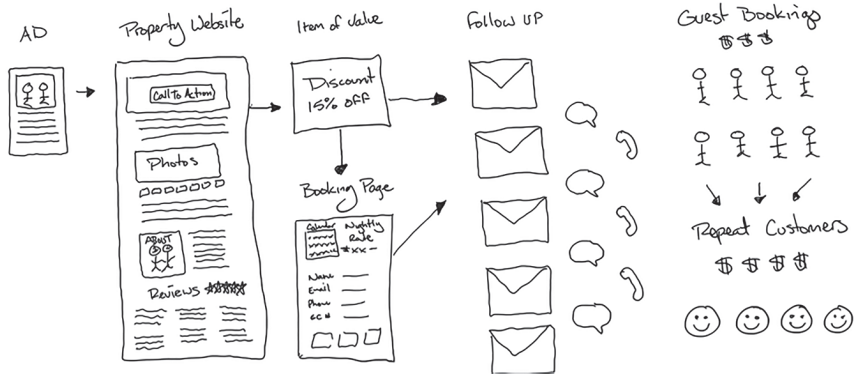 AD
Property Website
Call To Action
Photos
ABOUT
Reviews
Item of Value
Discount
15% OFF
Booking Page
Calendar
Nightly
Rate
Name
Email
Phone
CC#
Follow UP
Guest Bookings
$ $ $
Repeat Customers
$ $ $ $